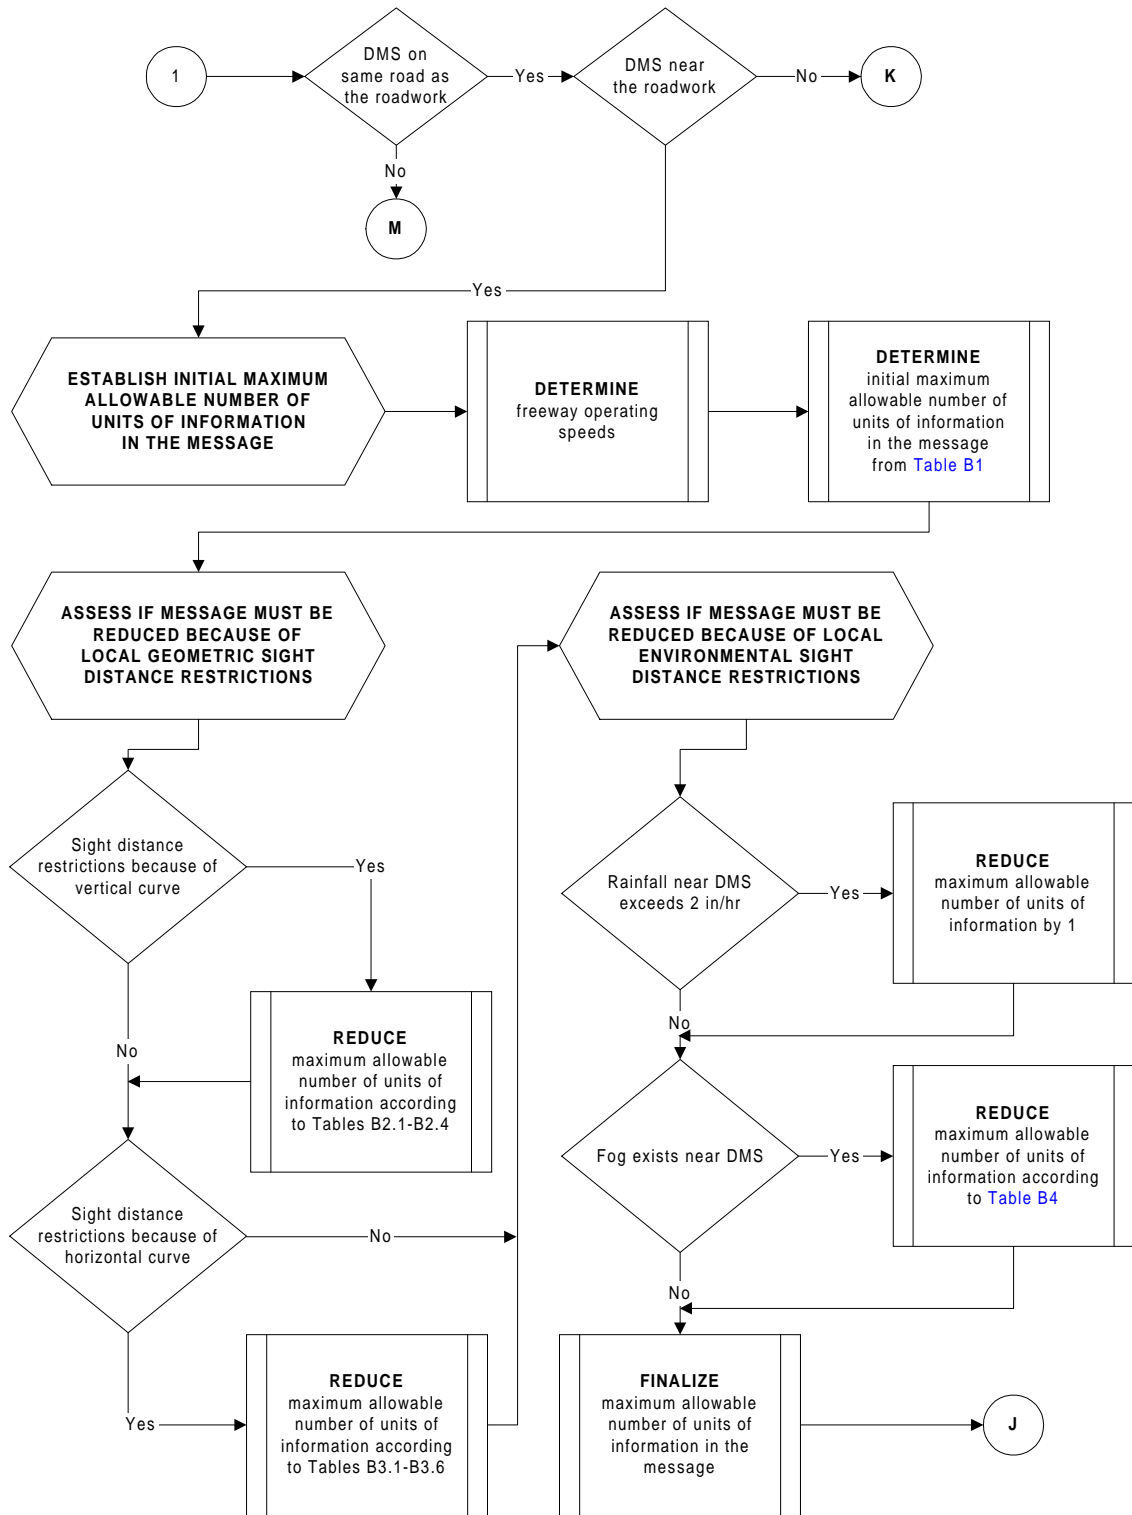 1
DMS on
same road as
the roadwork
Yes
DMS near
the roadwork
No
K
No
M
Yes
ESTABLISH INITIAL MAXIMUM
ALLOWABLE NUMBER OF
UNITS OF INFORMATION
IN THE MESSAGE
DETERMINE
freeway operating
speeds
DETERMINE
initial maximum
allowable number of
units of information
in the message
from Table B1
ASSESS IF MESSAGE MUST BE
REDUCED BECAUSE OF
LOCAL GEOMETRIC SIGHT
DISTANCE RESTRICTIONS
Sight distance
restrictions because of
vertical curve
Yes
REDUCE
maximum allowable
number of units of
information according
to Tables B2.1-B2.4
No
Sight distance
restrictions because of
horizontal curve
No
Yes
REDUCE
maximum allowable
number of units of
information according
to Tables B3.1-B3.6
ASSESS IF MESSAGE MUST BE
REDUCED BECAUSE OF LOCAL
ENVIRONMENTAL SIGHT
DISTANCE RESTRICTIONS
Rainfall near DMS
exceeds 2 in/hr
Yes
REDUCE
maximum allowable
number of units of
information by 1
No
Fog exists near DMS
Yes
REDUCE
maximum allowable
number of units of
information according
to Table B4
No
FINALIZE
maximum allowable
number of units of
information in the
message
J